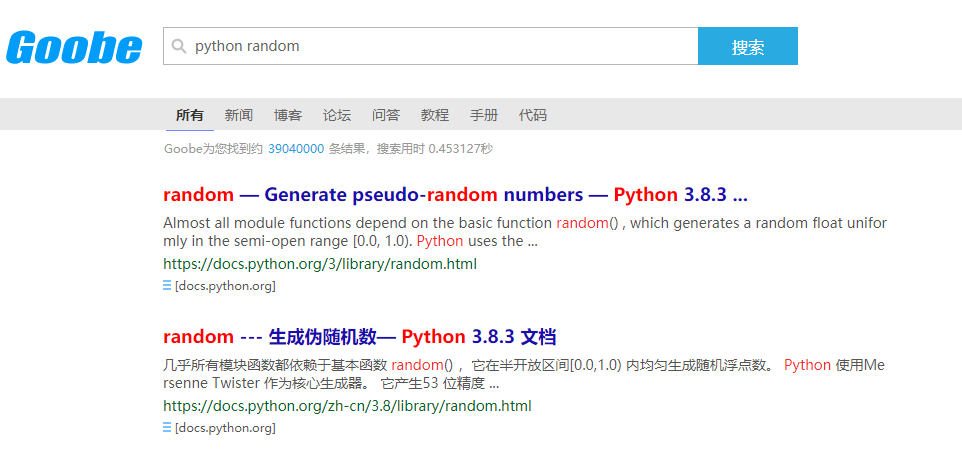 Goobe
python random
搜索
所有 新闻 博客 论坛 问答 教程 手册 代码
Goobe为您找到约 39040000 条结果，搜索用时 0.453127秒
random — Generate pseudo-random numbers — Python 3.8.3 ...
Almost all module functions depend on the basic function random() , which generates a random float unifor
mly in the semi-open range [0.0, 1.0). Python uses the ...
https://docs.python.org/3/library/random.html
[docs.python.org]
random --- 生成伪随机数— Python 3.8.3 文档
几乎所有模块函数都依赖于基本函数 random() ，它在半开放区间[0.0,1.0) 内均匀生成随机浮点数。 Python 使用Me
rsenne Twister 作为核心生成器。 它产生53 位精度 ...
https://docs.python.org/zh-cn/3.8/library/random.html
[docs.python.org]